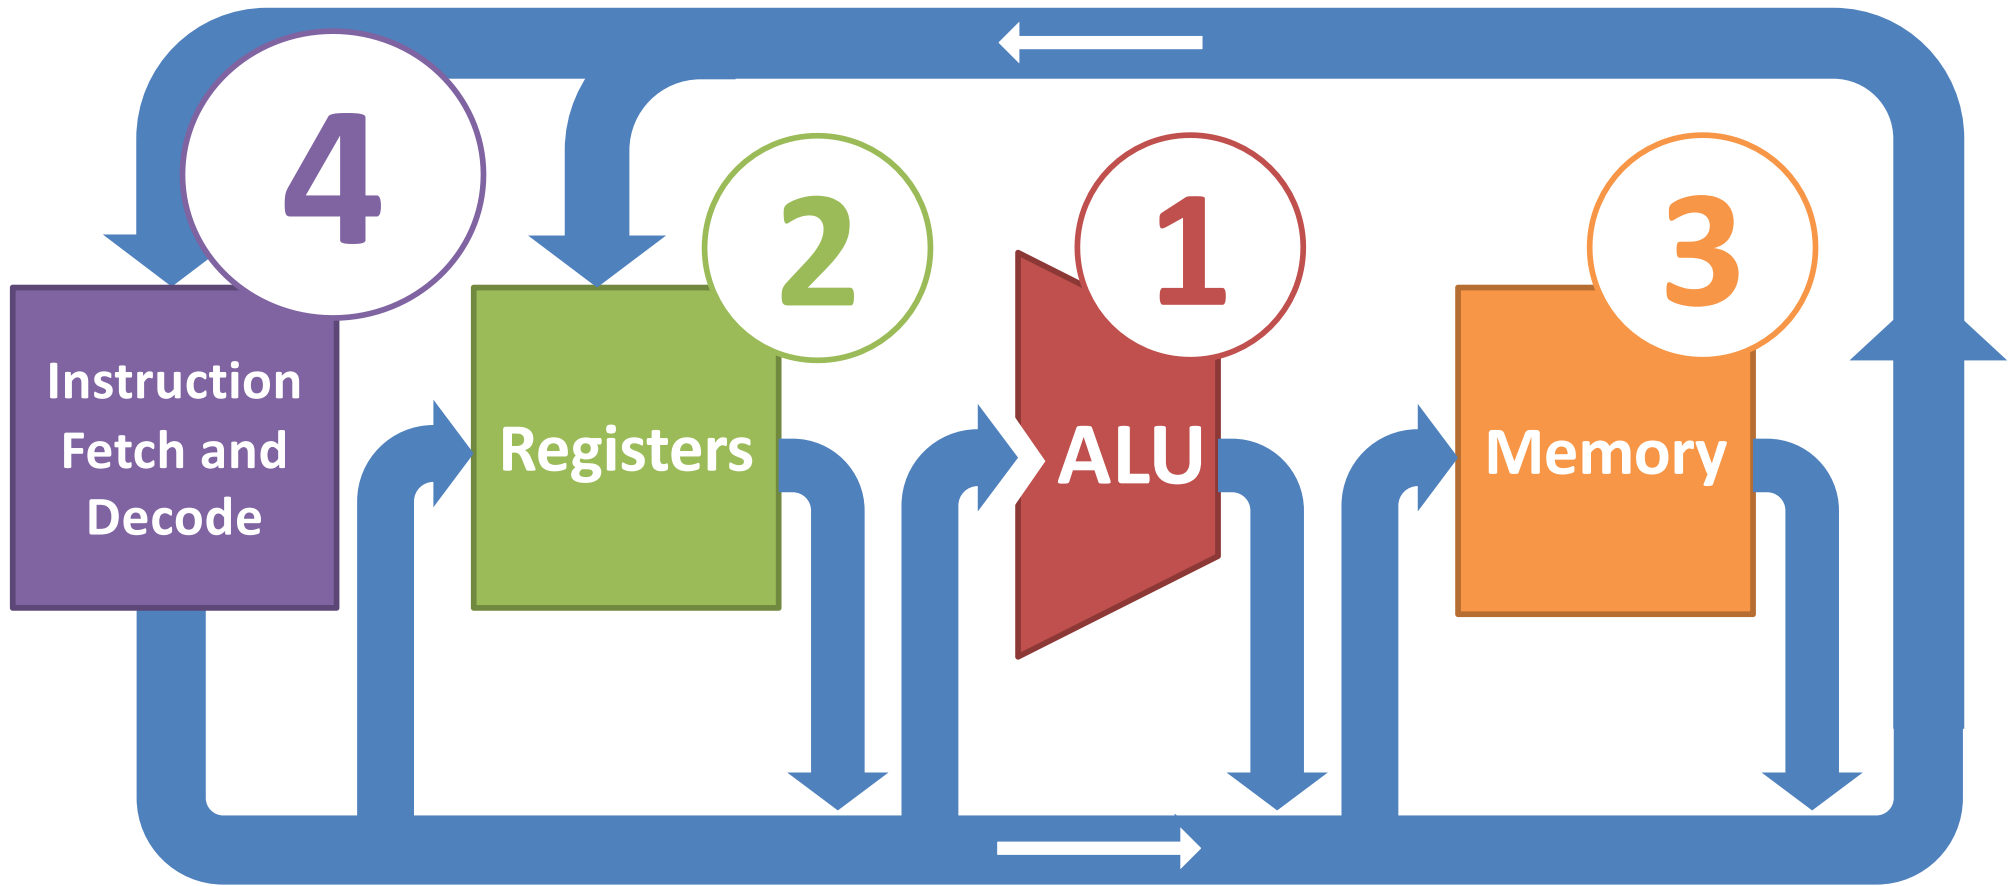 4
2
1
3
Instruction
Fetch and
Decode
Registers
ALU
Memory